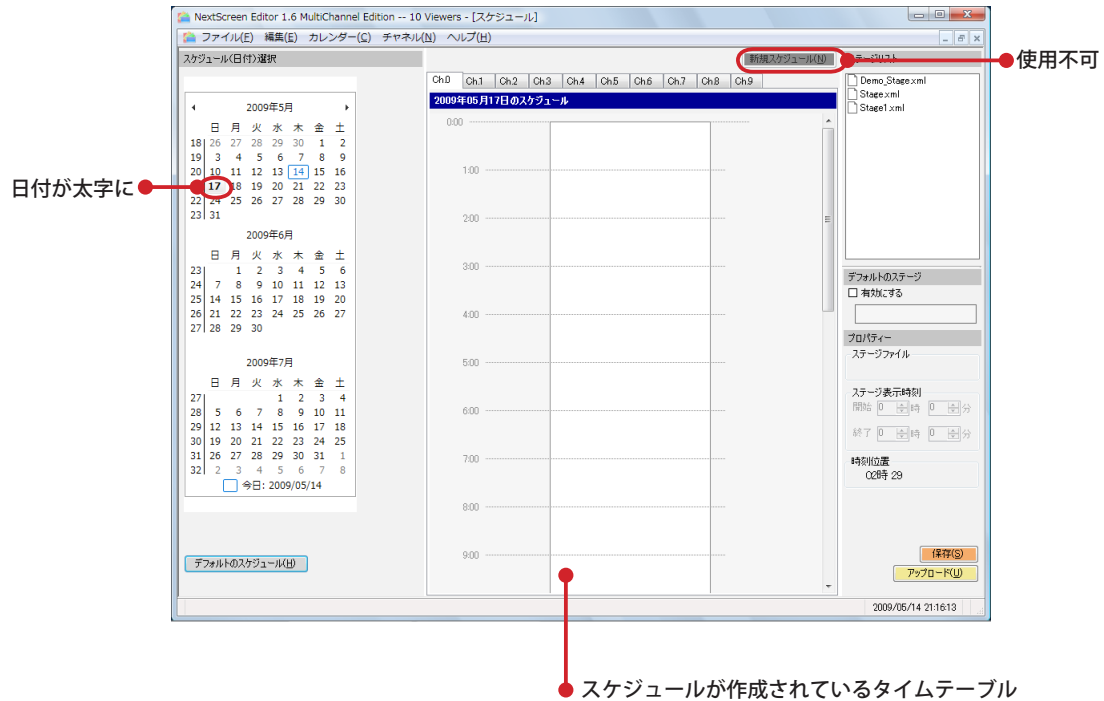 NextScreen Editor 1.6 MultiChannel Edition -- 10 Viewers - [スケジュール]
ファイル(F) 編集(E) カレンダー(C) チャネル(N) ヘルプ(H)
スケジュール(日付)選択
新規スケジュール(N)
テージリスト
使用不可
Ch.0 Ch.1 Ch.2 Ch.3 Ch.4 Ch.5 Ch.6 Ch.7 Ch.8 Ch.9
2009年05月17日のスケジュール
Demo_Stage.xml
Stage.xml
Stage1.xml
2009年5月
日 月 火 水 木 金 土
18 26 27 28 29 30 1 2
19 3 4 5 6 7 8 9
20 10 11 12 13 14 15 16
17 18 19 20 21 22 23
22 24 25 26 27 28 29 30
23 31
日付が太字に
2009年6月
日 月 火 水 木 金 土
23 1 2 3 4 5 6
24 7 8 9 10 11 12 13
25 14 15 16 17 18 19 20
26 21 22 23 24 25 26 27
27 28 29 30
2009年7月
日 月 火 水 木 金 土
27 1 2 3 4
28 5 6 7 8 9 10 11
29 12 13 14 15 16 17 18
30 19 20 21 22 23 24 25
31 26 27 28 29 30 31 1
32 2 3 4 5 6 7 8
今日: 2009/05/14
デフォルトのスケジュール(H)
0:00
1:00
2:00
3:00
4:00
5:00
6:00
7:00
8:00
9:00
デフォルトのステージ
有効にする
プロパティー
ステージファイル
ステージ表示時刻
開始 0 時 0 分
終了 0 時 0 分
時刻位置
02時 29
保存(S)
アップロード(U)
2009/05/14 21:16:13
スケジュールが作成されているタイムテーブル